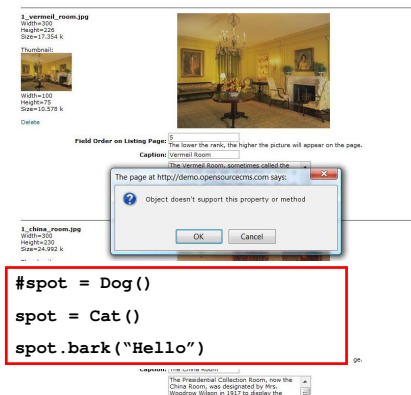 1_vermeil_room.jpg
Width=300
Height=226
Size=17.354 k
Thumbnail:
Width=100
Height=75
Size=10.578 k
Delete
Field Order on Listing Page: 5
The lower the rank, the higher the picture will appear on the page.
Caption: Vermeil Room
The Vermeil Room, sometimes called the
The page at http://demo.opensourcecms.com says:
Object doesn't support this property or method
OK Cancel
1_china_room.jpg
Width=300
Height=230
Size=24.992 k
#spot = Dog()
spot = Cat()
spot.bark(“Hello”)
ge.
Caption: The China Room
The Presidential Collection Room, now the
China Room, was designated by Mrs.
Woodrow Wilson in 1917 to display the